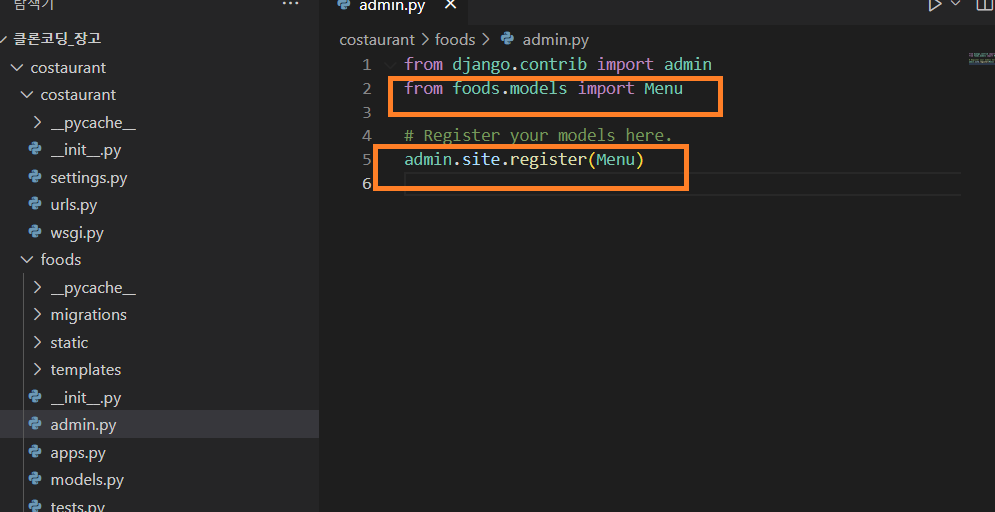 탐색기 ···
admin.py ×
클론코딩_장고
costaurant
costaurant
__pycache__
__init__.py
settings.py
urls.py
wsgi.py
foods
__pycache__
migrations
static
templates
__init__.py
admin.py
apps.py
models.py
tests.py
costaurant > foods > admin.py
1 from django.contrib import admin
2 from foods.models import Menu
3
4 # Register your models here.
5 admin.site.register(Menu)
6